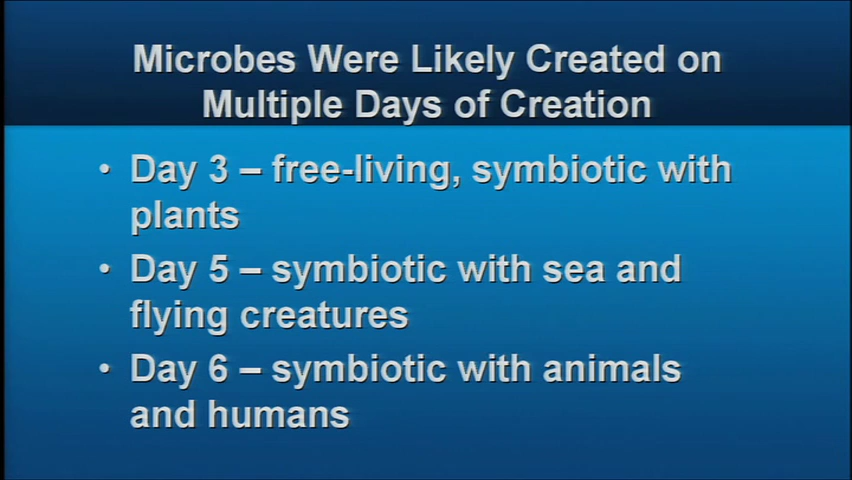 Microbes Were Likely Created on
Multiple Days of Creation
• Day 3 – free-living, symbiotic with
plants
• Day 5 – symbiotic with sea and
flying creatures
• Day 6 – symbiotic with animals
and humans